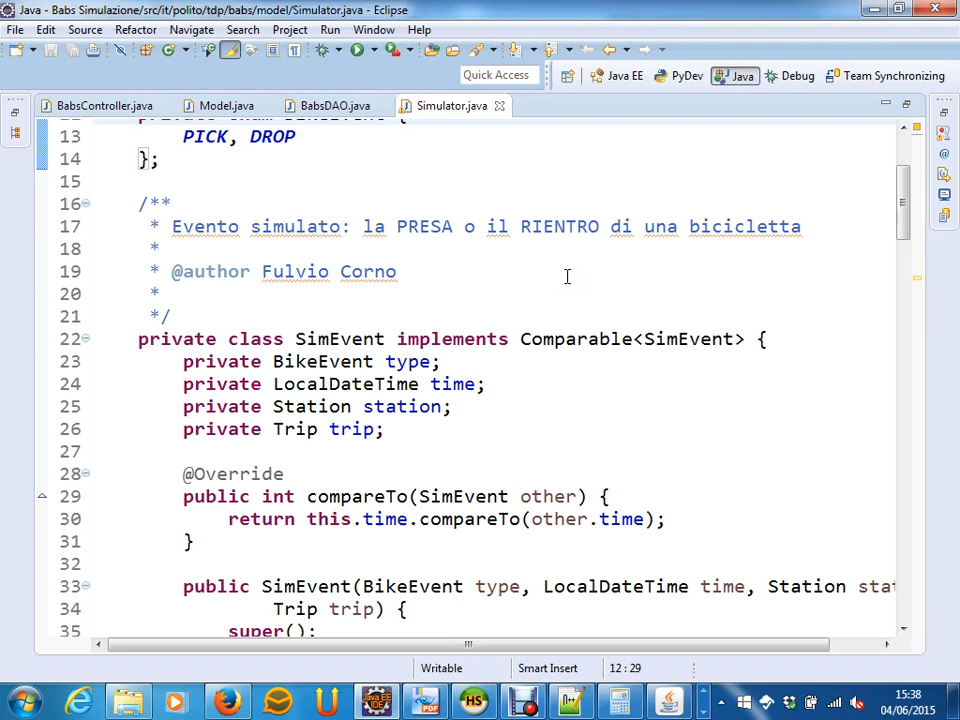 Java - Babs Simulazione/src/it/polito/tdp/babs/model/Simulator.java - Eclipse
File Edit Source Refactor Navigate Search Project Run Window Help
Quick Access Java EE PyDev Java Debug Team Synchronizing
BabsController.java Model.java BabsDAO.java Simulator.java
13 PICK, DROP
14 };
15
16 /**
17 * Evento simulato: la PRESA o il RIENTRO di una bicicletta
18 *
19 * @author Fulvio Corno
20 *
21 */
22 private class SimEvent implements Comparable<SimEvent> {
23 private BikeEvent type;
24 private LocalDateTime time;
25 private Station station;
26 private Trip trip;
27
28 @Override
29 public int compareTo(SimEvent other) {
30 return this.time.compareTo(other.time);
31 }
32
33 public SimEvent(BikeEvent type, LocalDateTime time, Station stat
34 Trip trip) {
35 super();
Writable Smart Insert 12 : 29
15:38
04/06/2015